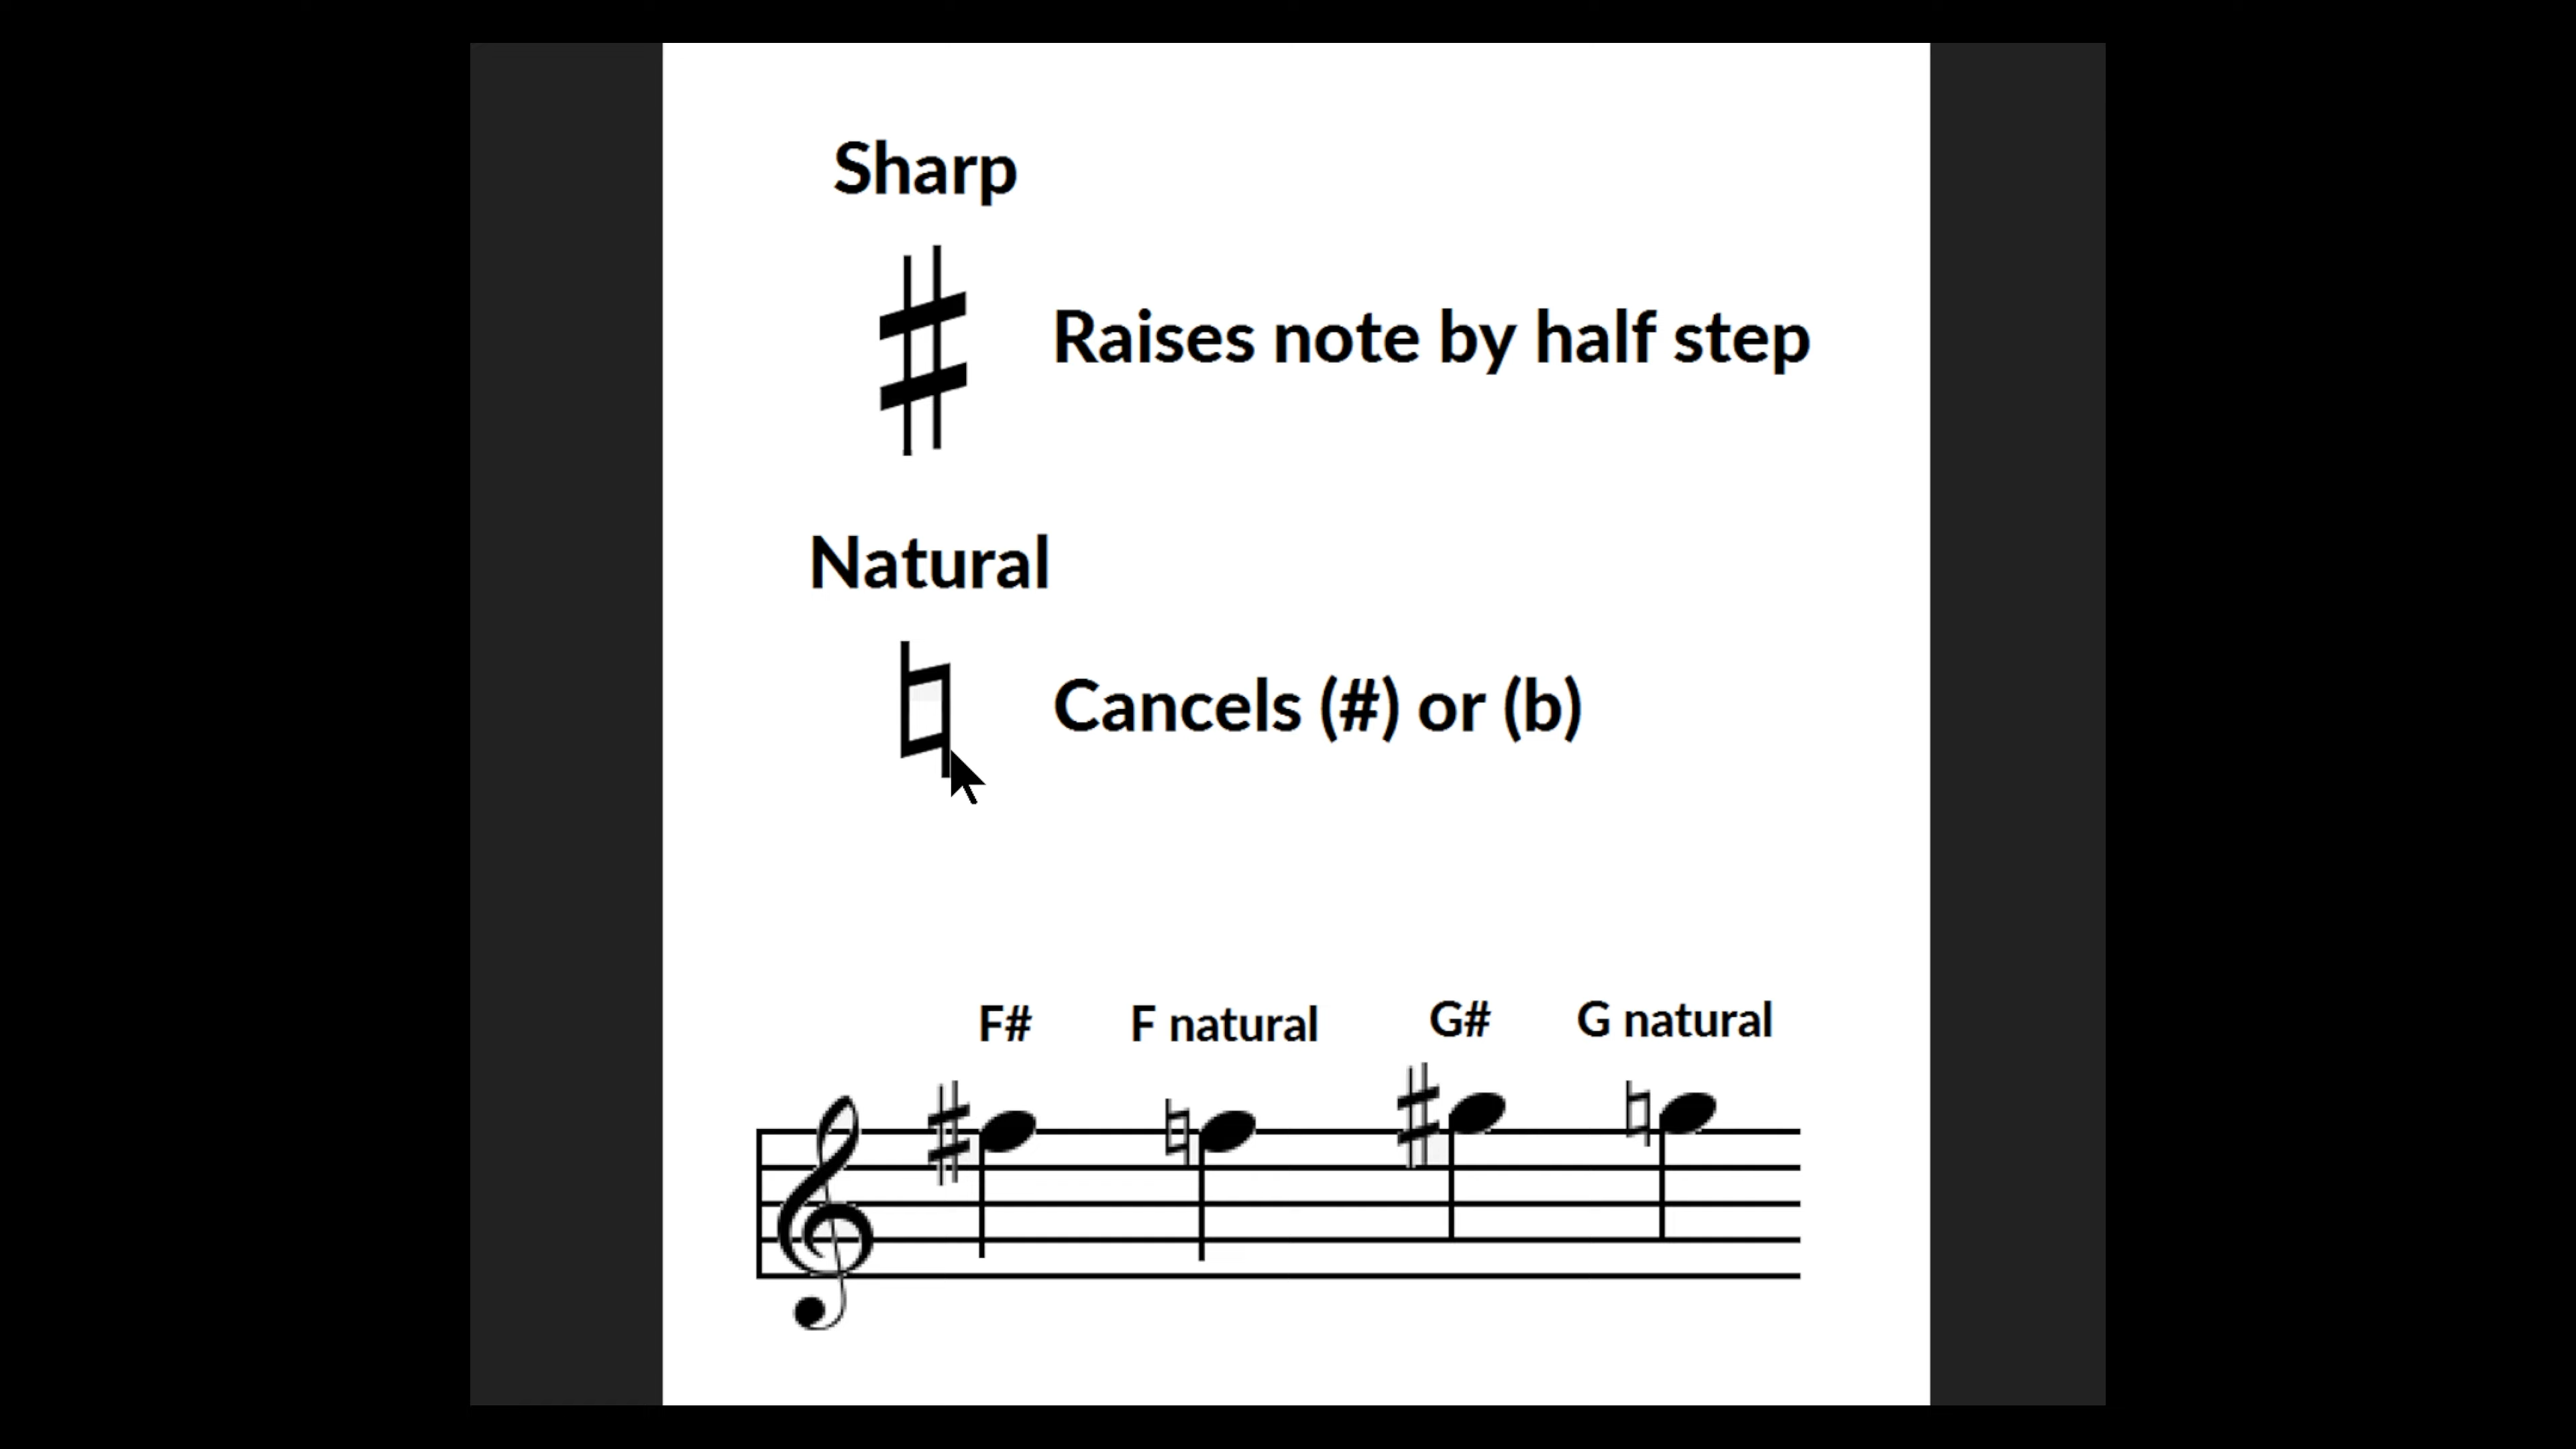 Sharp
Raises note by half step
Natural
Cancels (#) or (b)
F# F natural G# G natural